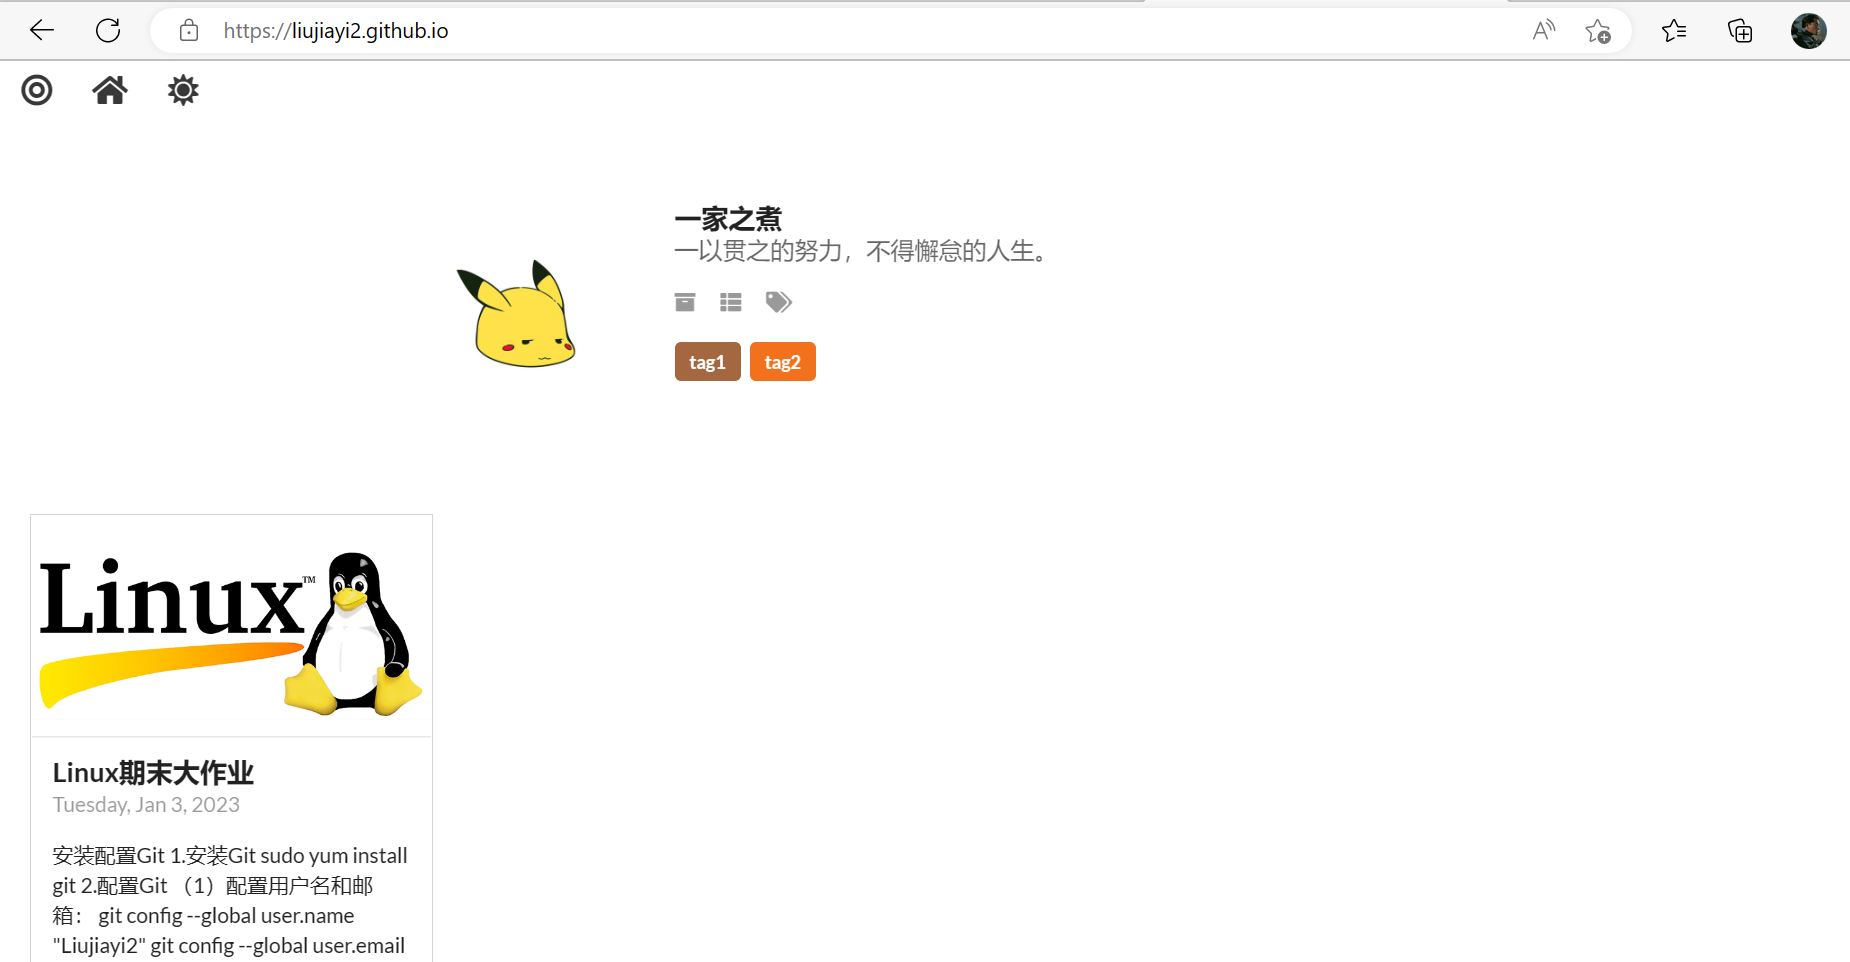 https://liujiayi2.github.io
一家之煮
一以贯之的努力，不得懈怠的人生。
tag1 tag2
Linux™
Linux期末大作业
Tuesday, Jan 3, 2023
安装配置Git 1.安装Git sudo yum install
git 2.配置Git （1）配置用户名和邮
箱： git config --global user.name
"Liujiayi2" git config --global user.email